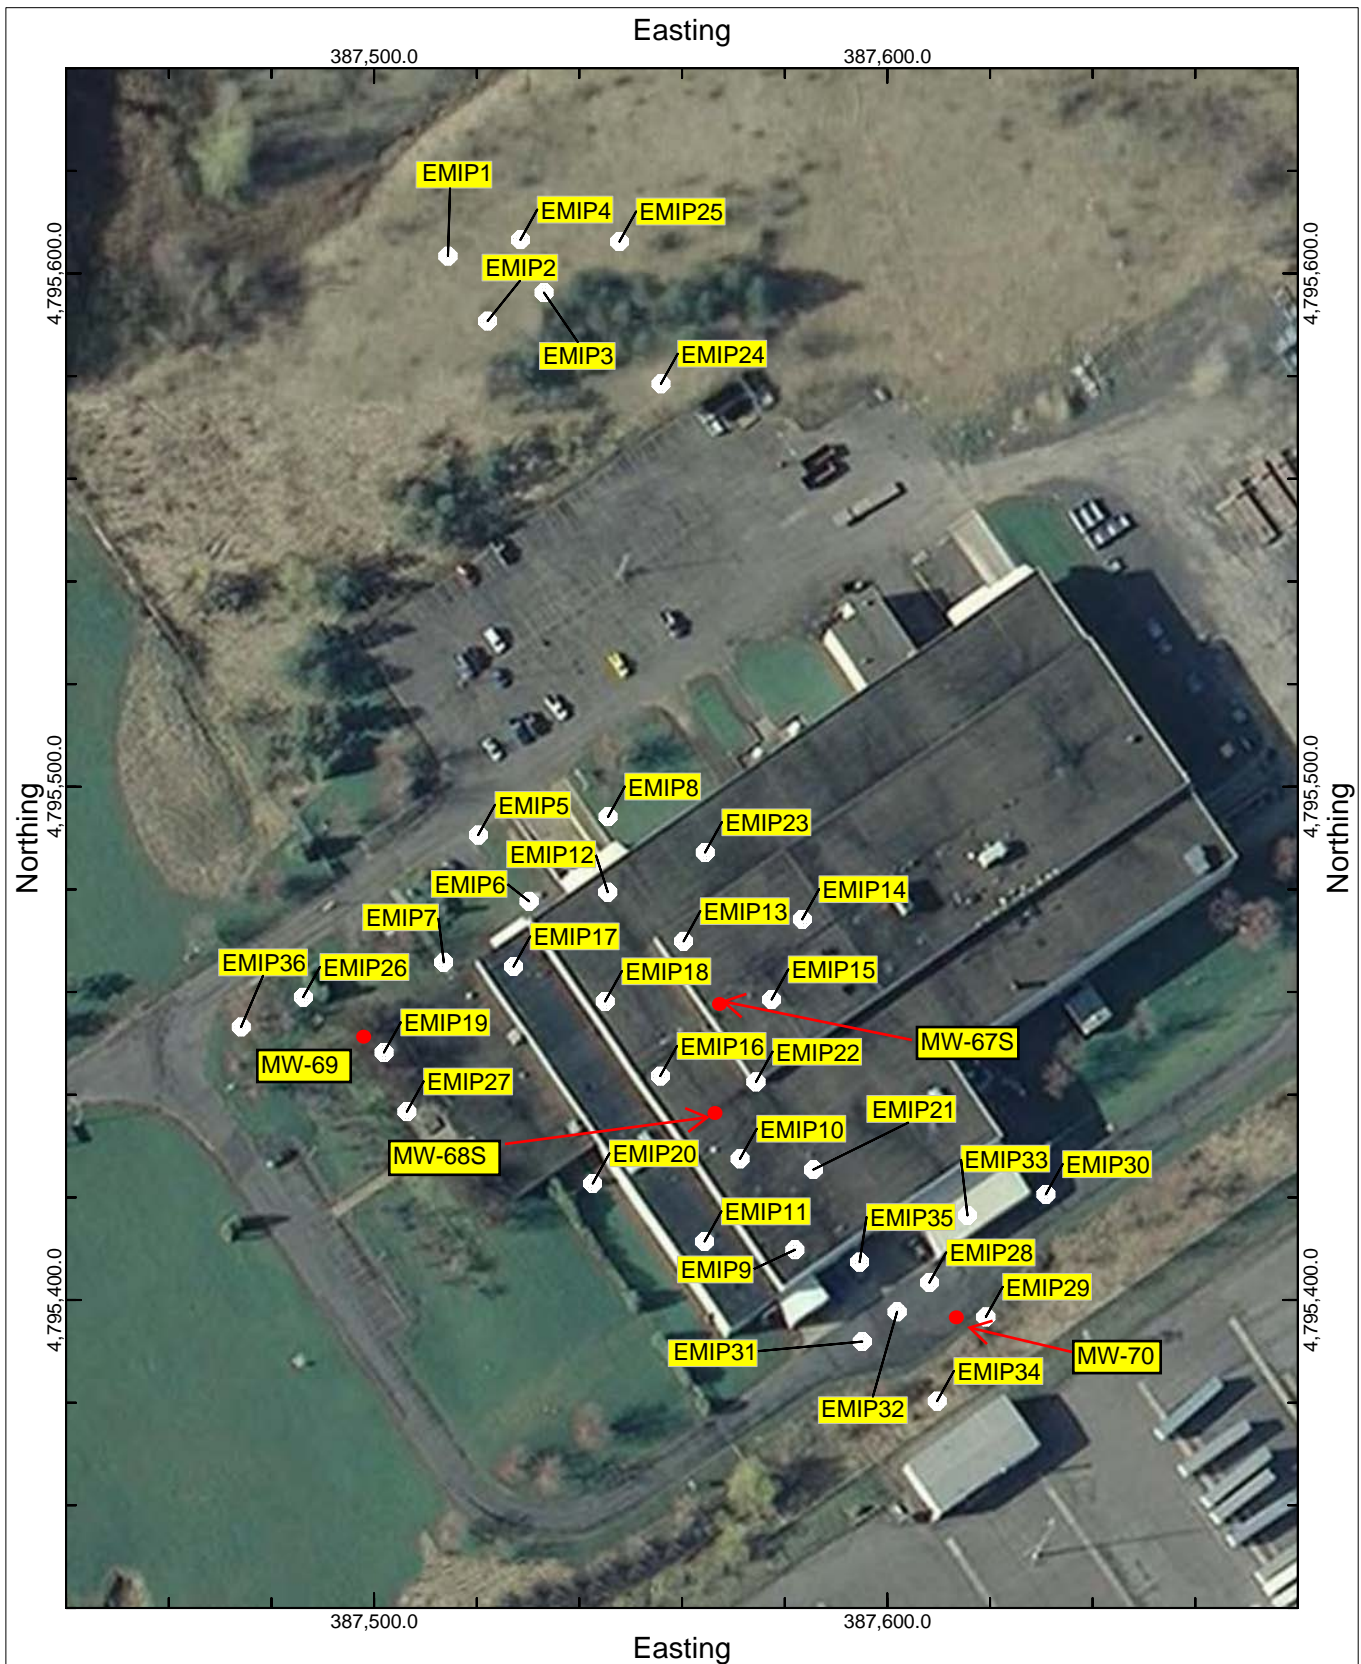 Easting
387,500.0
387,600.0
EMIP1
EMIP4
EMIP25
4,795,600.0
4,795,600.0
EMIP2
EMIP3
EMIP24
4,795,500.0
4,795,500.0
Northing
Northing
EMIP8
EMIP5
EMIP23
EMIP12
EMIP6
EMIP14
EMIP13
EMIP7
EMIP17
EMIP36
EMIP26
EMIP18
EMIP15
EMIP19
MW-67S
EMIP16
EMIP22
MW-69
EMIP27
EMIP21
EMIP10
MW-68S
EMIP20
EMIP33
EMIP30
EMIP11
EMIP35
EMIP28
EMIP9
EMIP29
4,795,400.0
4,795,400.0
EMIP31
MW-70
EMIP34
EMIP32
387,500.0
387,600.0
Easting